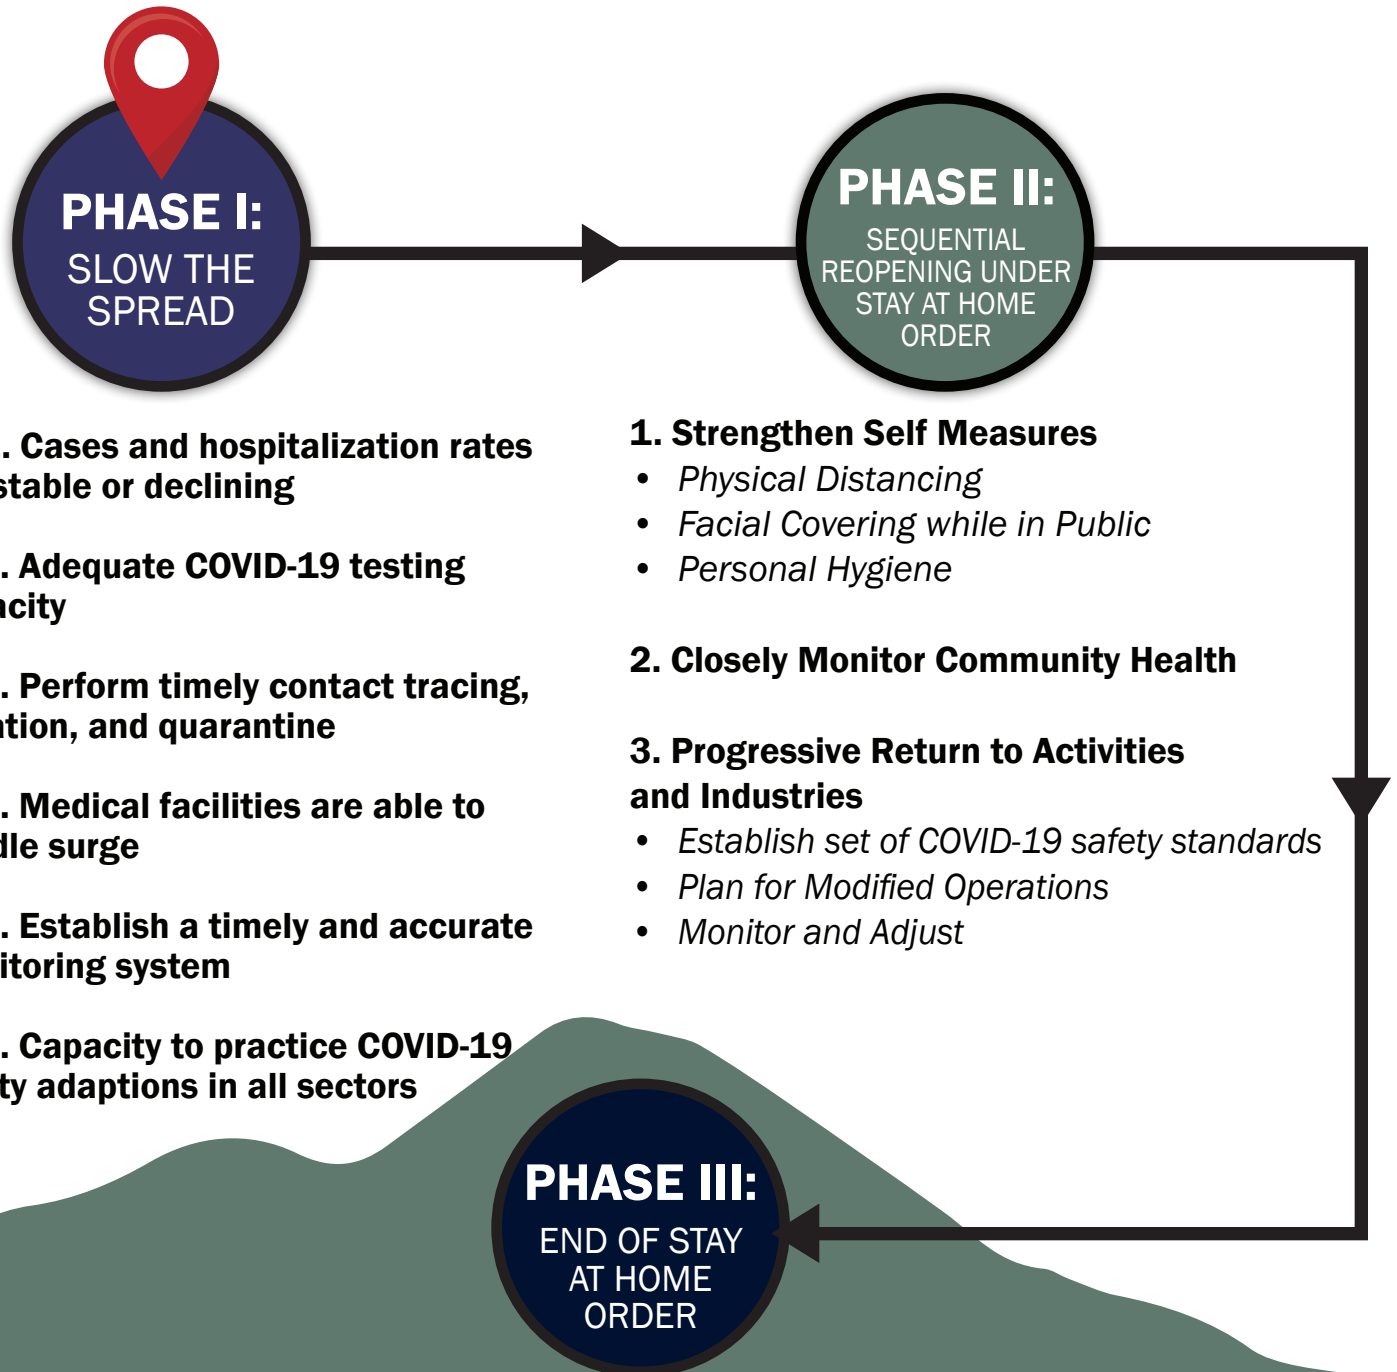 PHASE I:
SLOW THE
SPREAD
PHASE II:
SEQUENTIAL
REOPENING UNDER
STAY AT HOME
ORDER
. Cases and hospitalization rates
stable or declining
. Adequate COVID-19 testing
acity
. Perform timely contact tracing,
ation, and quarantine
. Medical facilities are able to
dle surge
. Establish a timely and accurate
itoring system
. Capacity to practice COVID-19
ty adaptions in all sectors
1. Strengthen Self Measures
• Physical Distancing
• Facial Covering while in Public
• Personal Hygiene
2. Closely Monitor Community Health
3. Progressive Return to Activities
and Industries
• Establish set of COVID-19 safety standards
• Plan for Modified Operations
• Monitor and Adjust
PHASE III:
END OF STAY
AT HOME
ORDER